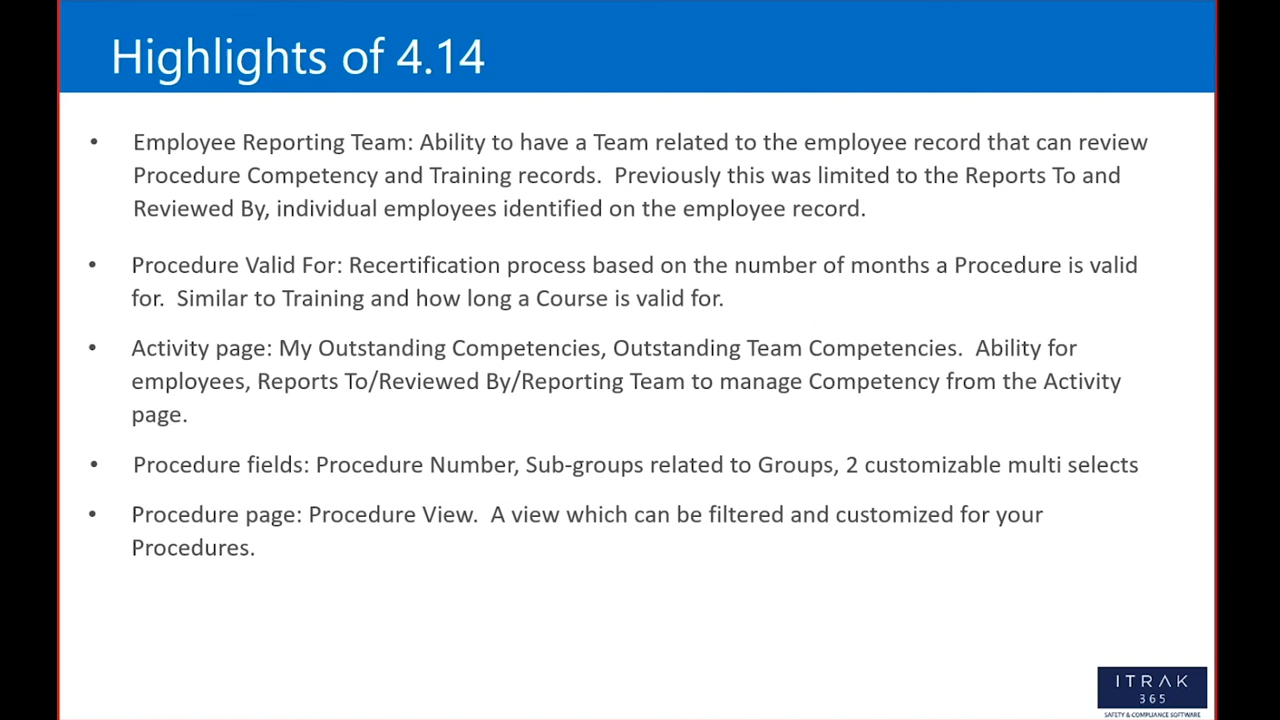 Highlights of 4.14
• Employee Reporting Team: Ability to have a Team related to the employee record that can review
Procedure Competency and Training records.  Previously this was limited to the Reports To and
Reviewed By, individual employees identified on the employee record.
• Procedure Valid For: Recertification process based on the number of months a Procedure is valid
for.  Similar to Training and how long a Course is valid for.
• Activity page: My Outstanding Competencies, Outstanding Team Competencies.  Ability for
employees, Reports To/Reviewed By/Reporting Team to manage Competency from the Activity
page.
• Procedure fields: Procedure Number, Sub-groups related to Groups, 2 customizable multi selects
• Procedure page: Procedure View.  A view which can be filtered and customized for your
Procedures.
ITRAK
365
SAFETY & COMPLIANCE SOFTWARE